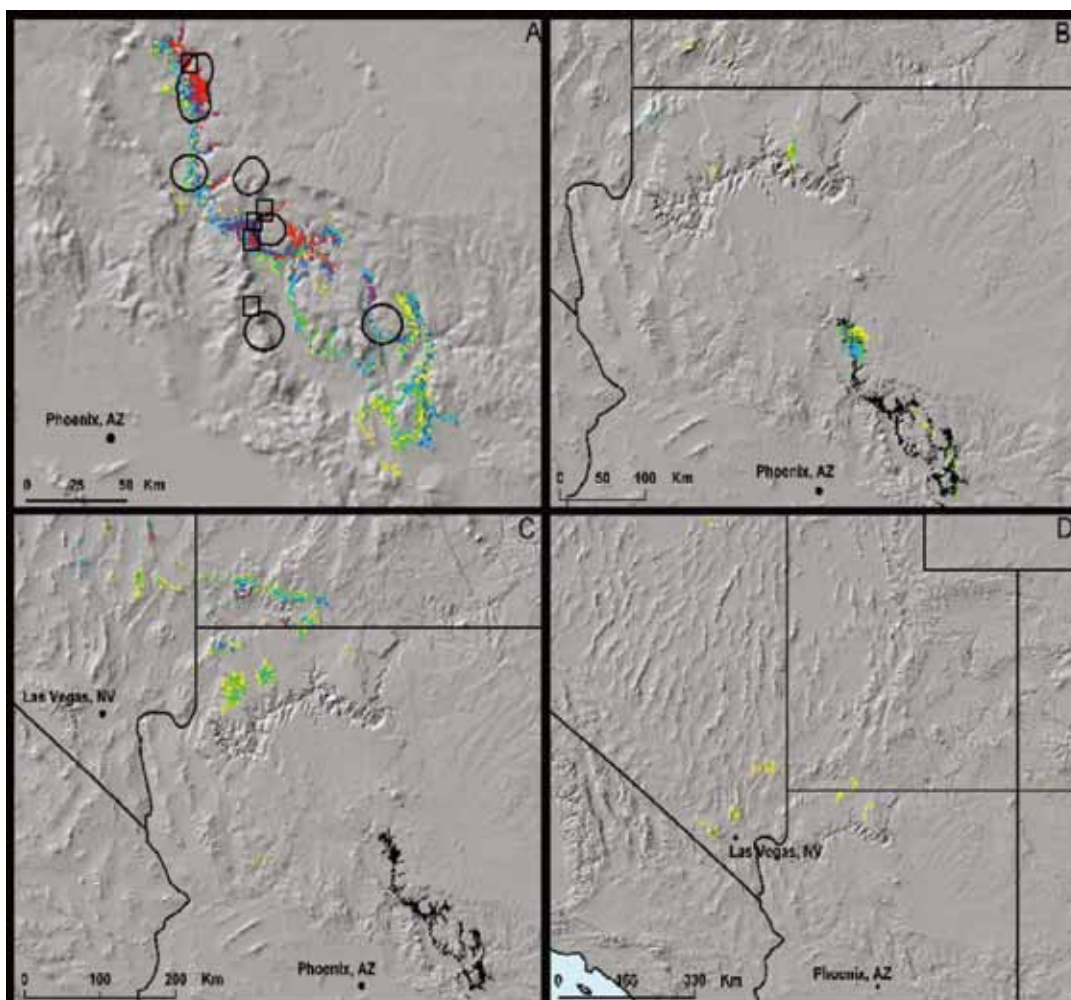 A
Phoenix, AZ
0 25 50 Km
B
Phoenix, AZ
0 50 100 Km
C
Las Vegas, NV
Phoenix, AZ
0 100 200 Km
D
Las Vegas, NV
Phoenix, AZ
0 330 Km